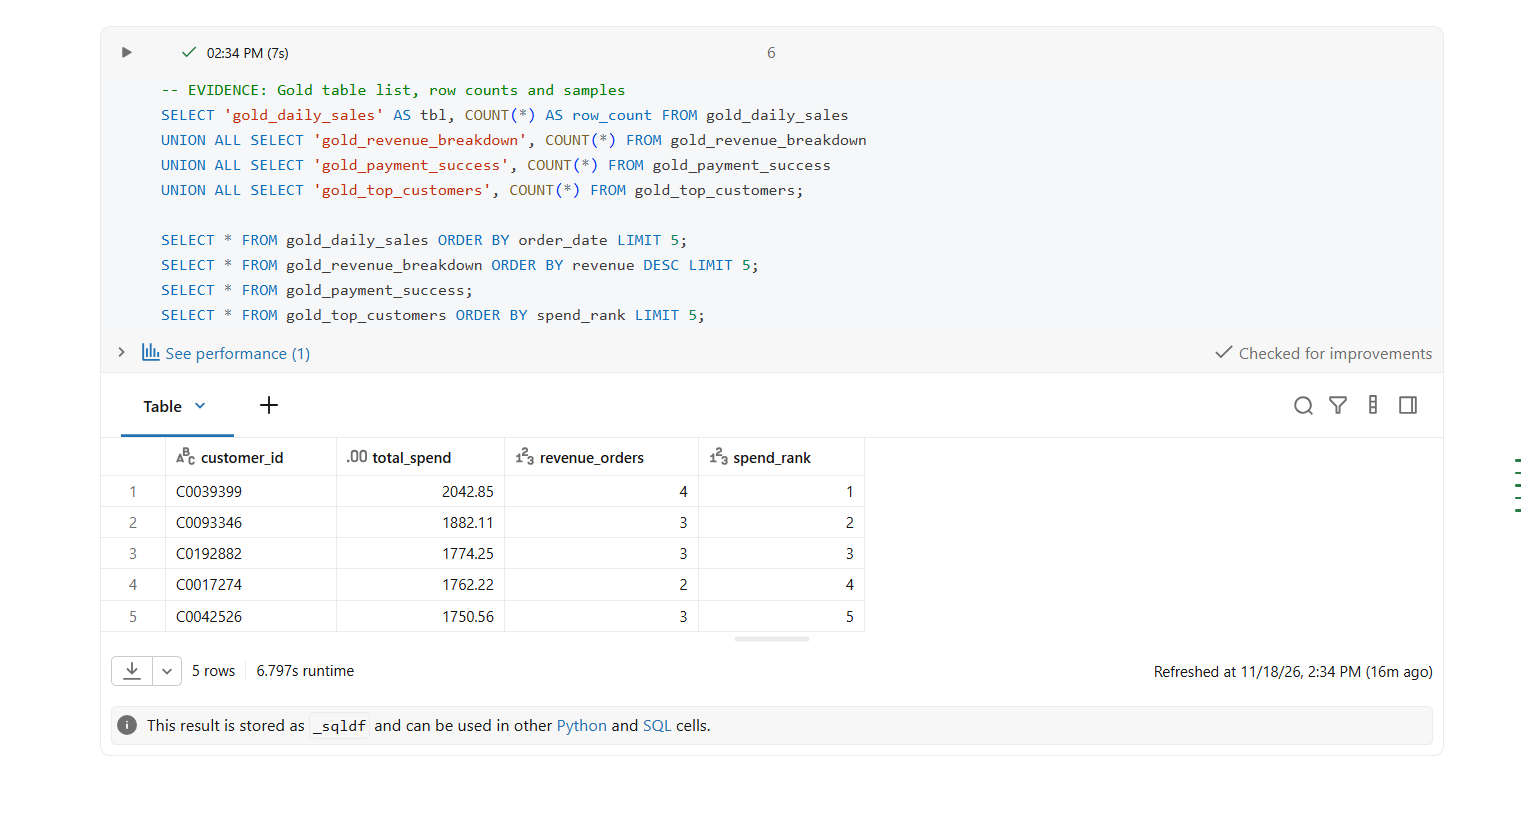 02:34 PM (7s)
6
-- EVIDENCE: Gold table list, row counts and samples
SELECT 'gold_daily_sales' AS tbl, COUNT(*) AS row_count FROM gold_daily_sales
UNION ALL SELECT 'gold_revenue_breakdown', COUNT(*) FROM gold_revenue_breakdown
UNION ALL SELECT 'gold_payment_success', COUNT(*) FROM gold_payment_success
UNION ALL SELECT 'gold_top_customers', COUNT(*) FROM gold_top_customers;
SELECT * FROM gold_daily_sales ORDER BY order_date LIMIT 5;
SELECT * FROM gold_revenue_breakdown ORDER BY revenue DESC LIMIT 5;
SELECT * FROM gold_payment_success;
SELECT * FROM gold_top_customers ORDER BY spend_rank LIMIT 5;
See performance (1)
Checked for improvements
Table
ABC customer_id .00 total_spend 123 revenue_orders 123 spend_rank
1 C0039399 2042.85 4 1
2 C0093346 1882.11 3 2
3 C0192882 1774.25 3 3
4 C0017274 1762.22 2 4
5 C0042526 1750.56 3 5
5 rows 6.797s runtime
Refreshed at 11/18/26, 2:34 PM (16m ago)
This result is stored as _sqldf and can be used in other Python and SQL cells.